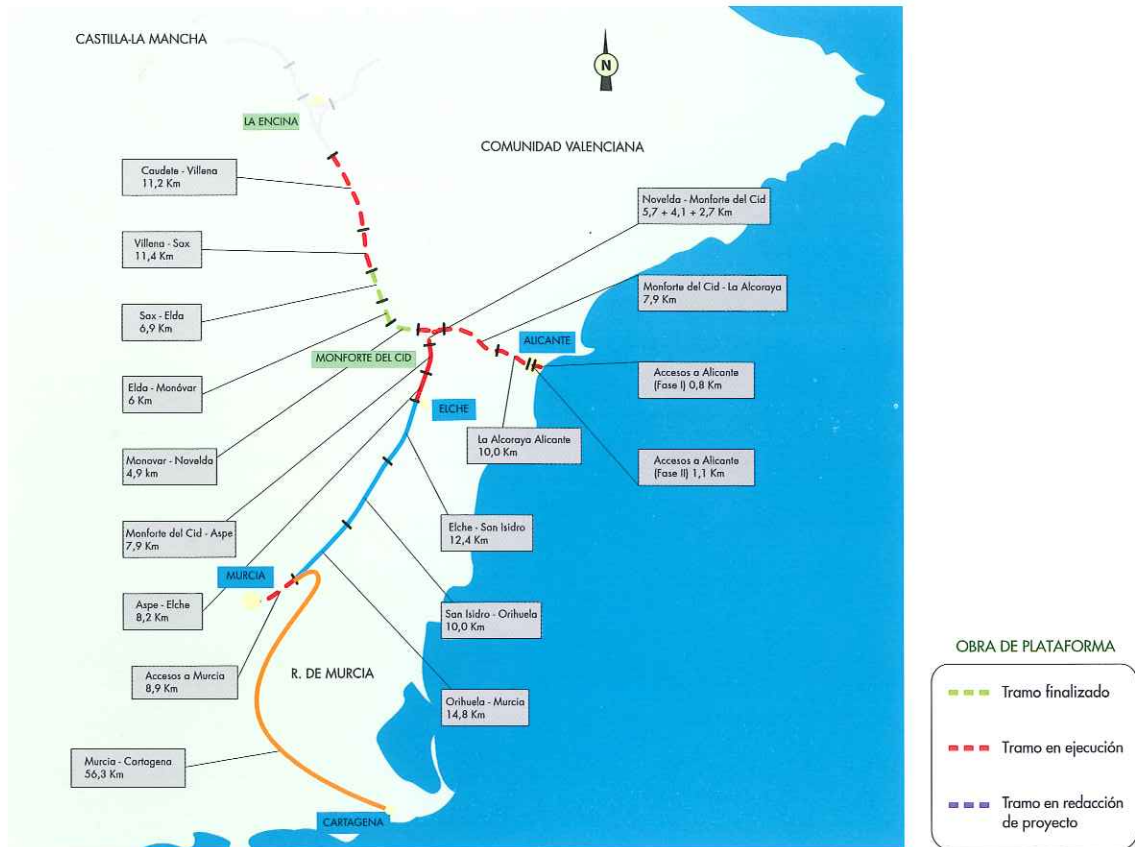 CASTILLA-LA MANCHA
N
LA ENCINA
COMUNIDAD VALENCIANA
Caudete - Villena
11,2 Km
Novelda - Monforte del Cid
5,7 + 4,1 + 2,7 Km
Villena - Sax
11,4 Km
Monforte del Cid - La Alcoraya
7,9 Km
Sax - Elda
6,9 Km
ALICANTE
MONFORTE DEL CID
Accesos a Alicante
(Fase I) 0,8 Km
Elda - Monóvar
6 Km
ELCHE
La Alcoraya Alicante
10,0 Km
Monovar - Novelda
4,9 km
Accesos a Alicante
(Fase II) 1,1 Km
Monforte del Cid - Aspe
7,9 Km
Elche - San Isidro
12,4 Km
MURCIA
Aspe - Elche
8,2 Km
San Isidro - Orihuela
10,0 Km
Accesos a Murcia
8,9 Km
R. DE MURCIA
Orihuela - Murcia
14,8 Km
Murcia - Cartagena
56,3 Km
CARTAGENA
OBRA DE PLATAFORMA
Tramo finalizado
Tramo en ejecución
Tramo en redacción
de proyecto